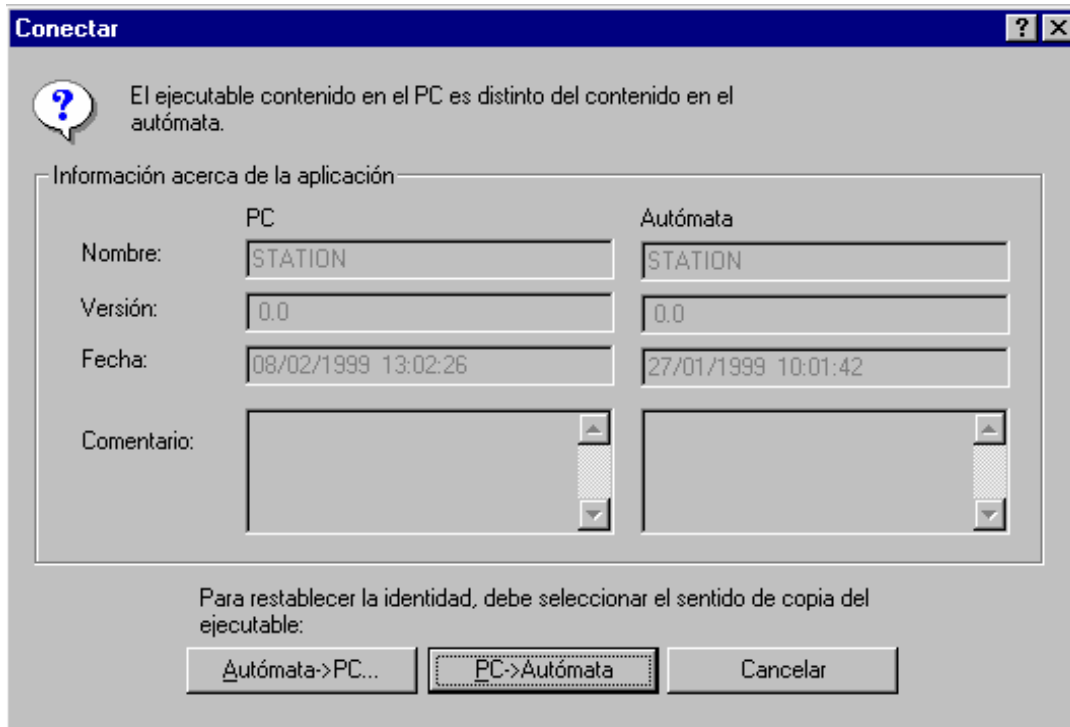 Conectar
El ejecutable contenido en el PC es distinto del contenido en el
autómata.
Información acerca de la aplicación
PC Autómata
Nombre: STATION STATION
Versión: 0.0 0.0
Fecha: 08/02/1999 13:02:26 27/01/1999 10:01:42
Comentario:
Para restablecer la identidad, debe seleccionar el sentido de copia del
ejecutable:
Autómata->PC... PC->Autómata Cancelar